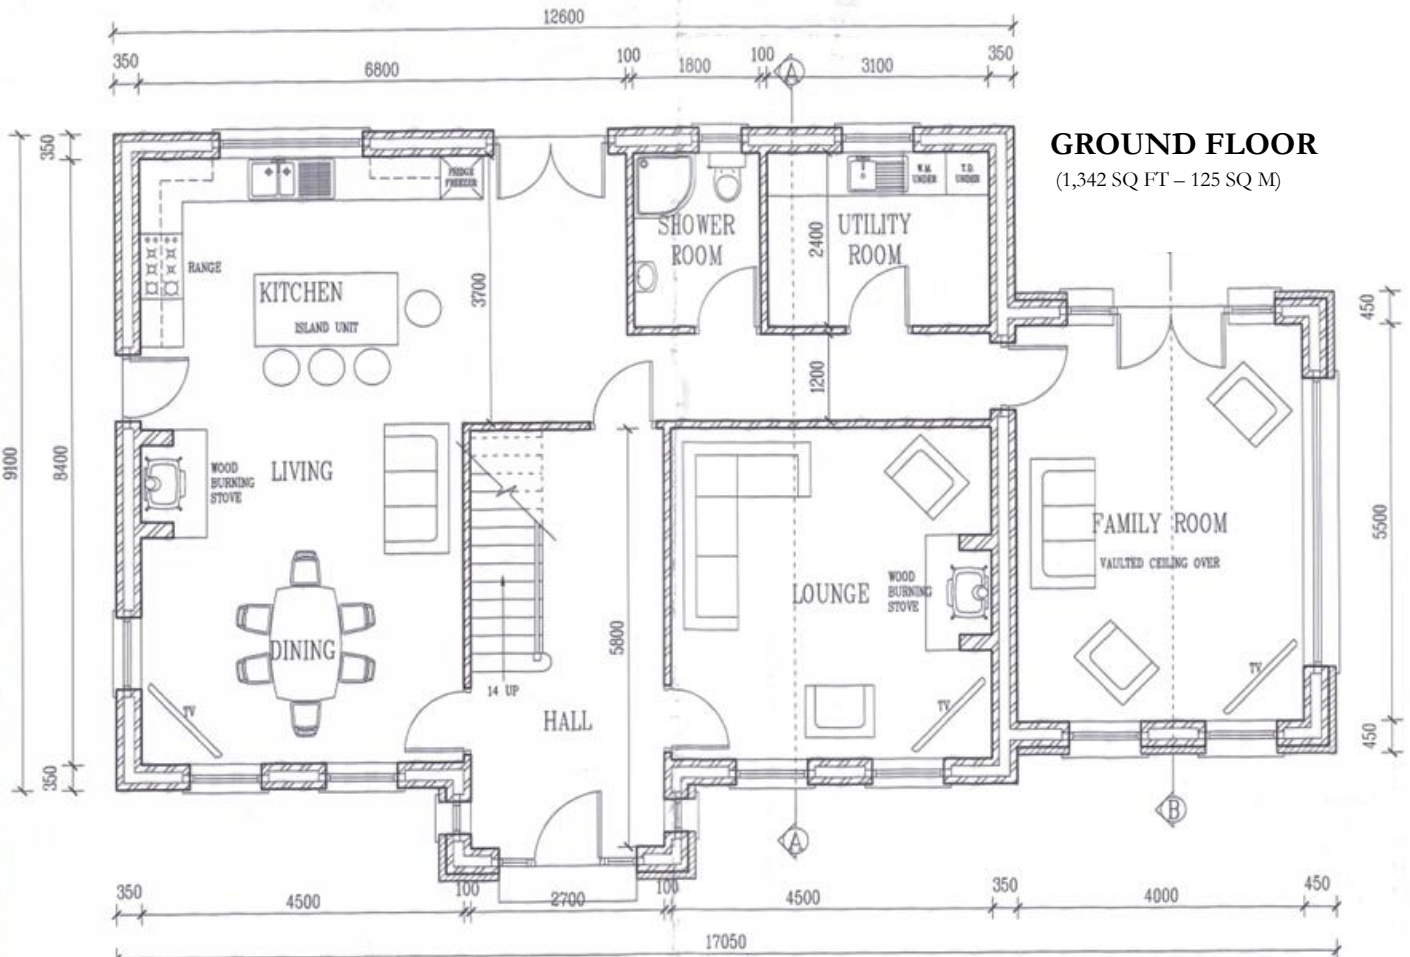 12600
350
6800
100
1800
100
A
3100
350
GROUND FLOOR
(1,342 SQ FT – 125 SQ M)
350
FRIDGE
FREEZER
W.M.
UNDER
T.D.
UNDER
SHOWER
ROOM
2400
UTILITY
ROOM
RANGE
KITCHEN
ISLAND UNIT
3700
450
1200
9100
8400
LIVING
WOOD
BURNING
STOVE
FAMILY ROOM
VAULTED CEILING OVER
5500
LOUNGE
WOOD
BURNING
STOVE
5800
DINING
14 UP
HALL
TV
TV
TV
450
350
B
A
350
4500
100
2700
100
4500
350
4000
450
17050